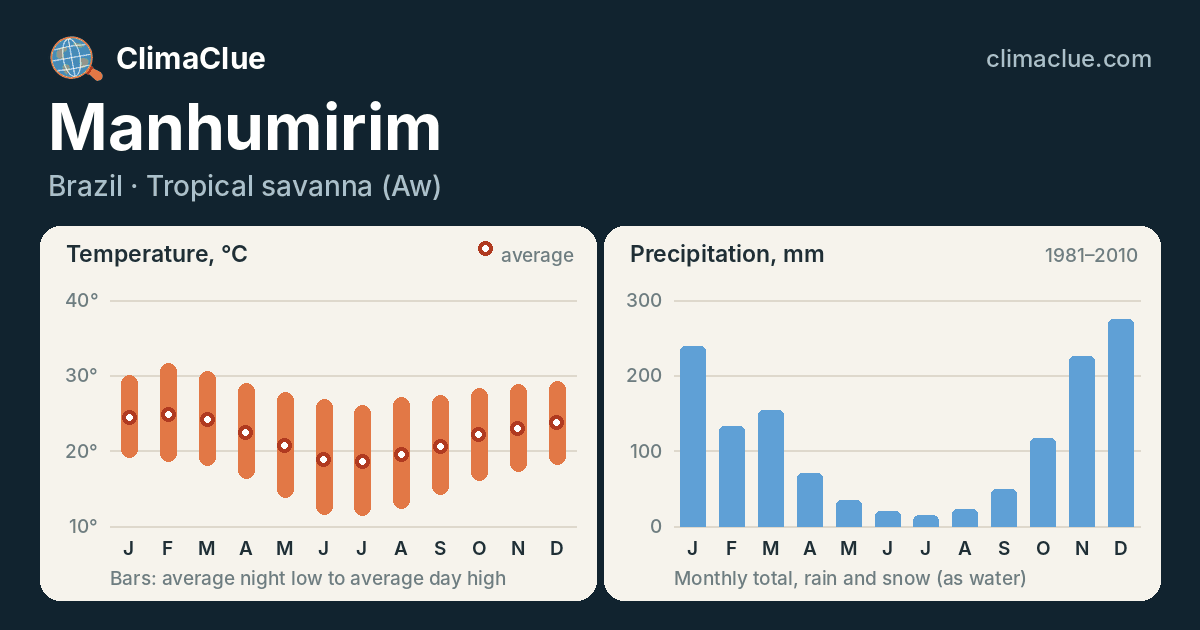 ClimaClue
climaclue.com
Manhumirim
Brazil · Tropical savanna (Aw)
Temperature, °C
average
40°
30°
20°
10°
J F M A M J J A S O N D
Bars: average night low to average day high
Precipitation, mm
1981–2010
300
200
100
0
J F M A M J J A S O N D
Monthly total, rain and snow (as water)